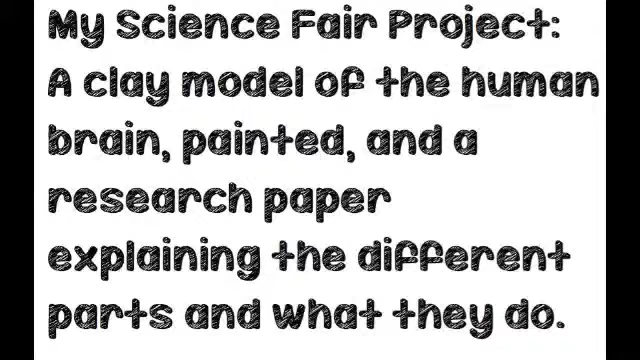 My Science Fair Project:
A clay model of the human
brain, painted, and a
research paper
explaining the different
parts and what they do.